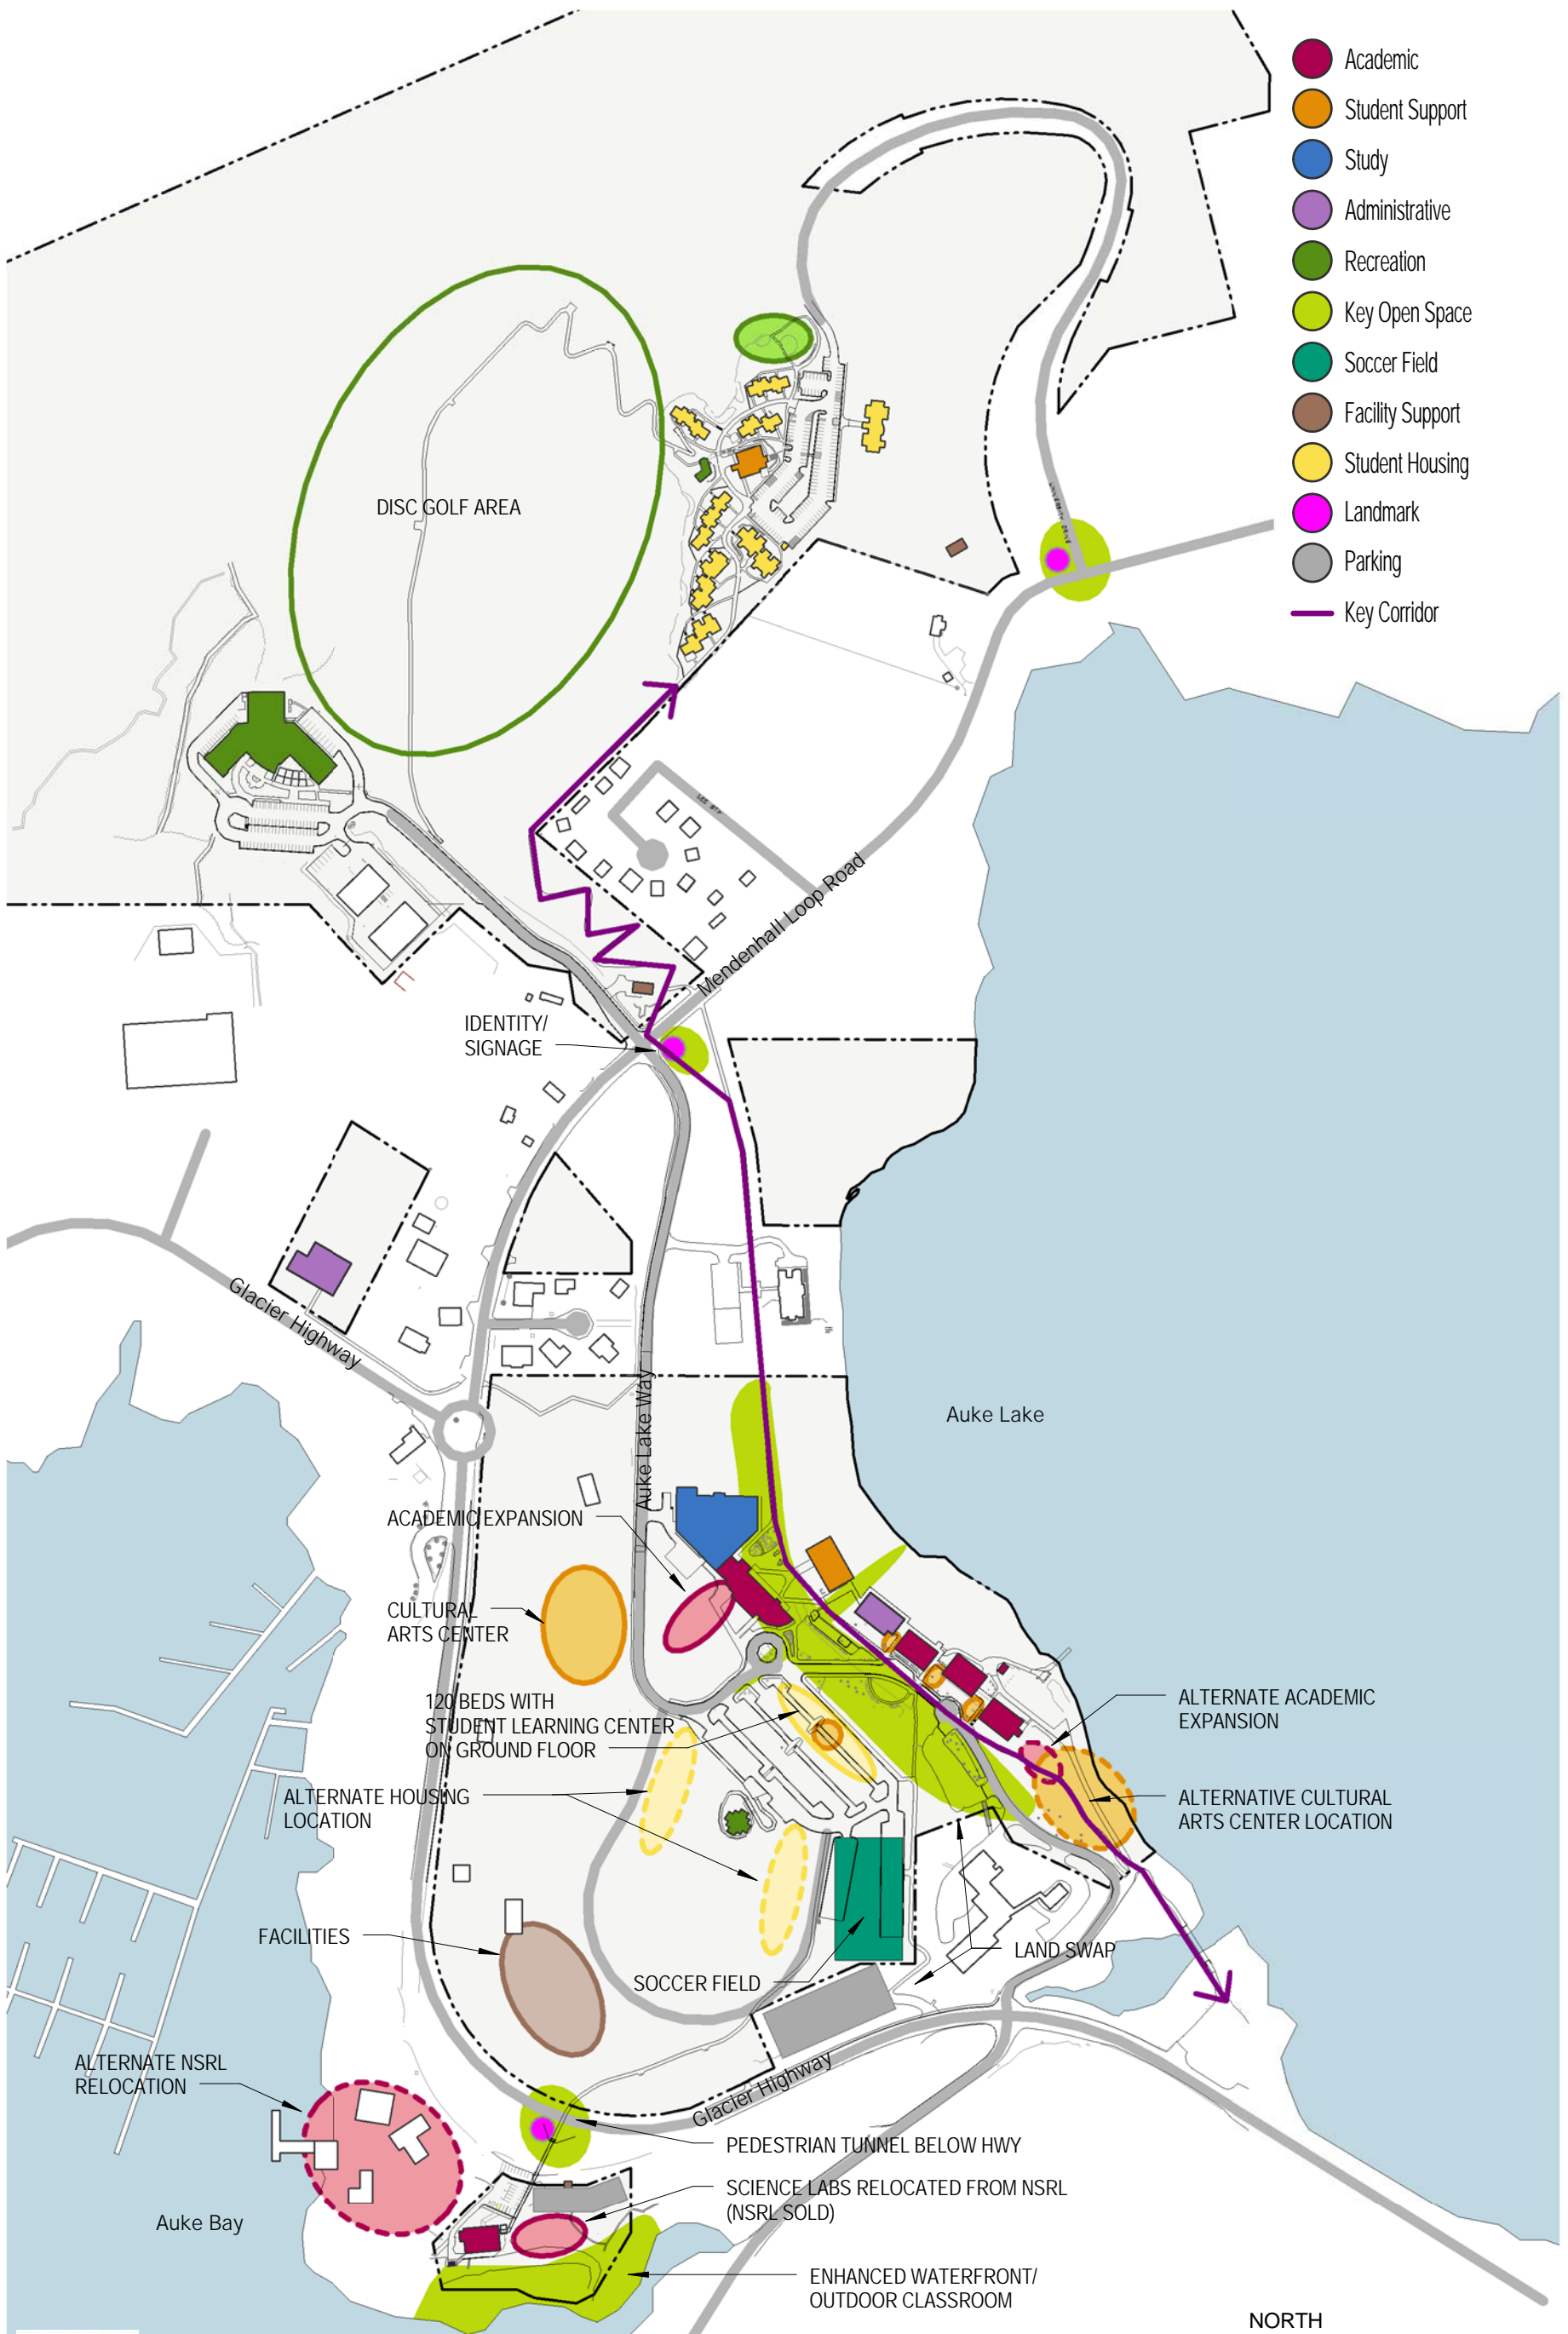 Academic
Student Support
Study
Administrative
Recreation
Key Open Space
Soccer Field
Facility Support
Student Housing
Landmark
Parking
Key Corridor
DISC GOLF AREA
Mendenhall Loop Road
IDENTITY/
SIGNAGE
Glacier Highway
Auke Lake Way
Auke Lake
ACADEMIC EXPANSION
CULTURAL
ARTS CENTER
120 BEDS WITH
STUDENT LEARNING CENTER
ON GROUND FLOOR
ALTERNATE ACADEMIC
EXPANSION
ALTERNATE HOUSING
LOCATION
ALTERNATIVE CULTURAL
ARTS CENTER LOCATION
FACILITIES
LAND SWAP
SOCCER FIELD
ALTERNATE NSRL
RELOCATION
Glacier Highway
PEDESTRIAN TUNNEL BELOW HWY
SCIENCE LABS RELOCATED FROM NSRL
(NSRL SOLD)
Auke Bay
ENHANCED WATERFRONT/
OUTDOOR CLASSROOM
NORTH